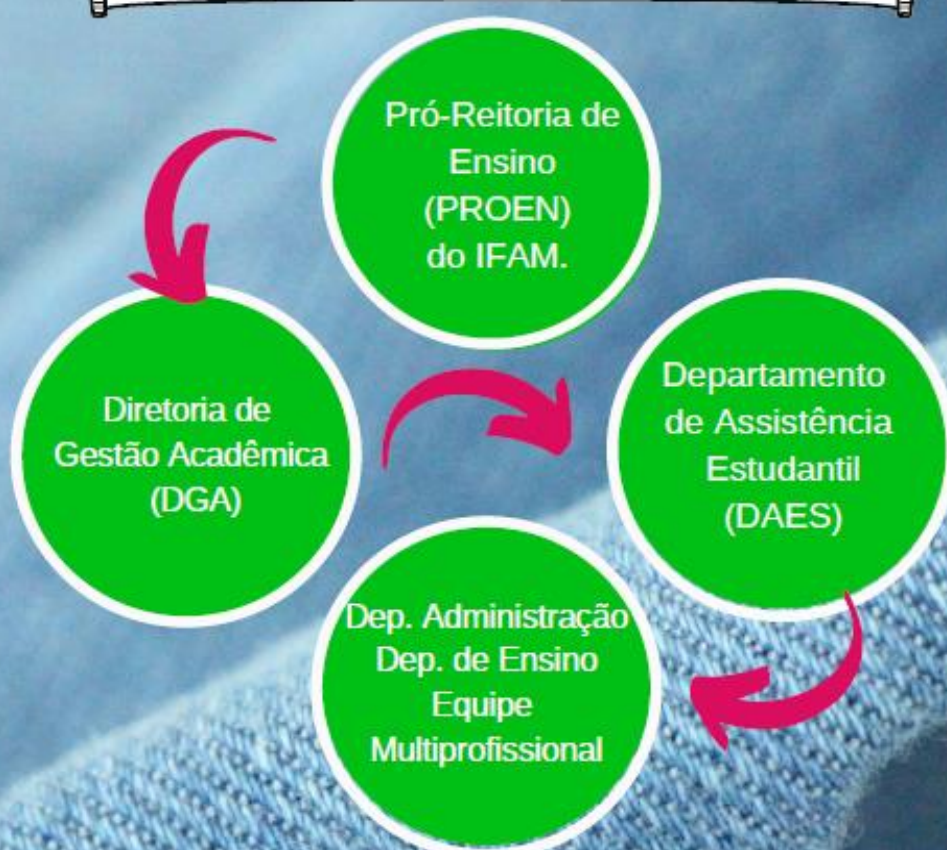 Pró-Reitoria de
Ensino
(PROEN)
do IFAM.
Diretoria de
Gestão Acadêmica
(DGA)
Departamento
de Assistência
Estudantil
(DAES)
Dep. Administração
Dep. de Ensino
Equipe
Multiprofissional